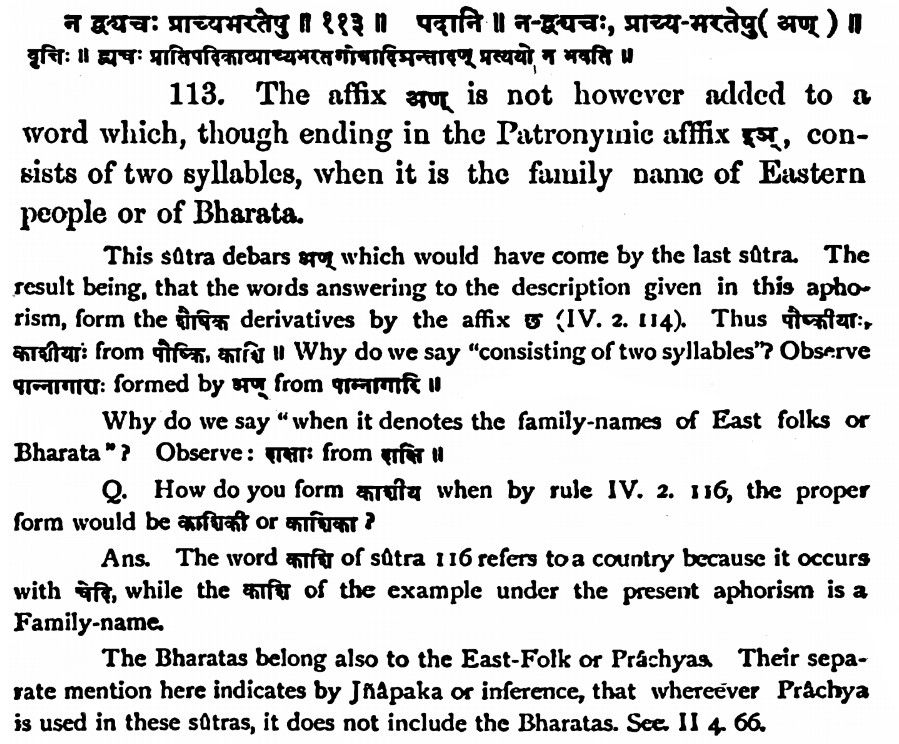 न द्व्यचः प्राच्यभरतेषु ॥ ११३ ॥ पदानि ॥ न-द्व्यचः, प्राच्य-भरतेषु ( अण् ) ॥
वृत्तिः ॥ द्व्यचः प्रातिपदिकात्प्राच्यभरतगोत्रादिञन्तादण् प्रत्ययो न भवति ॥
113. The affix अण् is not however added to a
word which, though ending in the Patronymic afffix इञ्, con-
sists of two syllables, when it is the family name of Eastern
people or of Bharata.
This sûtra debars अण् which would have come by the last sûtra. The
result being, that the words answering to the description given in this apho-
rism, form the शैषिक derivatives by the affix छ (IV. 2. 114). Thus पौष्कीयाः,
काशीयाः from पौष्कि, काशि ॥ Why do we say "consisting of two syllables"? Observe
पान्नागाराः formed by अण् from पान्नागारि ॥
Why do we say "when it denotes the family-names of East folks or
Bharata"? Observe: दाक्षाः from दाक्षि ॥
Q. How do you form काशीय when by rule IV. 2. 116, the proper
form would be काशिकी or काशिका ?
Ans. The word काशि of sûtra 116 refers to a country because it occurs
with चेदि, while the काशि of the example under the present aphorism is a
Family-name.
The Bharatas belong also to the East-Folk or Prâchyas. Their sepa-
rate mention here indicates by Jñâpaka or inference, that whereever Prâchya
is used in these sûtras, it does not include the Bharatas. See. II 4. 66.